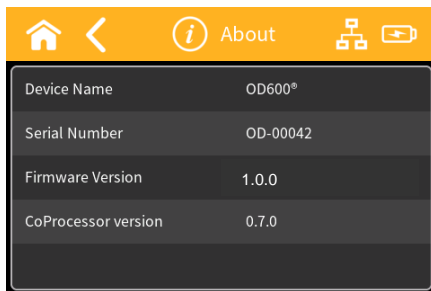 i About
Device Name OD600®
Serial Number OD-00042
Firmware Version 1.0.0
CoProcessor version 0.7.0